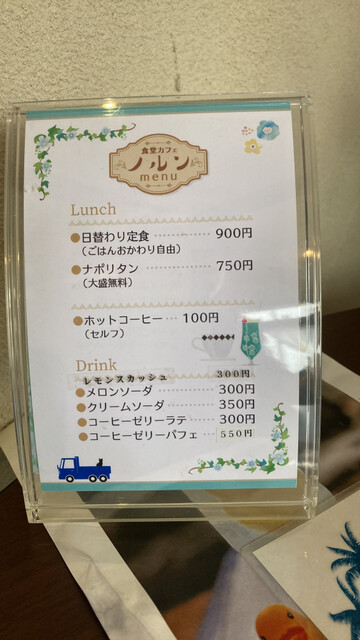 食堂カフェ
ノルン
menu
Lunch
●日替わり定食 ………… 900円
（ごはんおかわり自由）
●ナポリタン ………… 750円
（大盛無料）
●ホットコーヒー … 100円
（セルフ）
Drink
レモンスカッシュ 300円
●メロンソーダ ……… 300円
●クリームソーダ …… 350円
●コーヒーゼリーラテ … 300円
●コーヒーゼリーパフェ … 550円